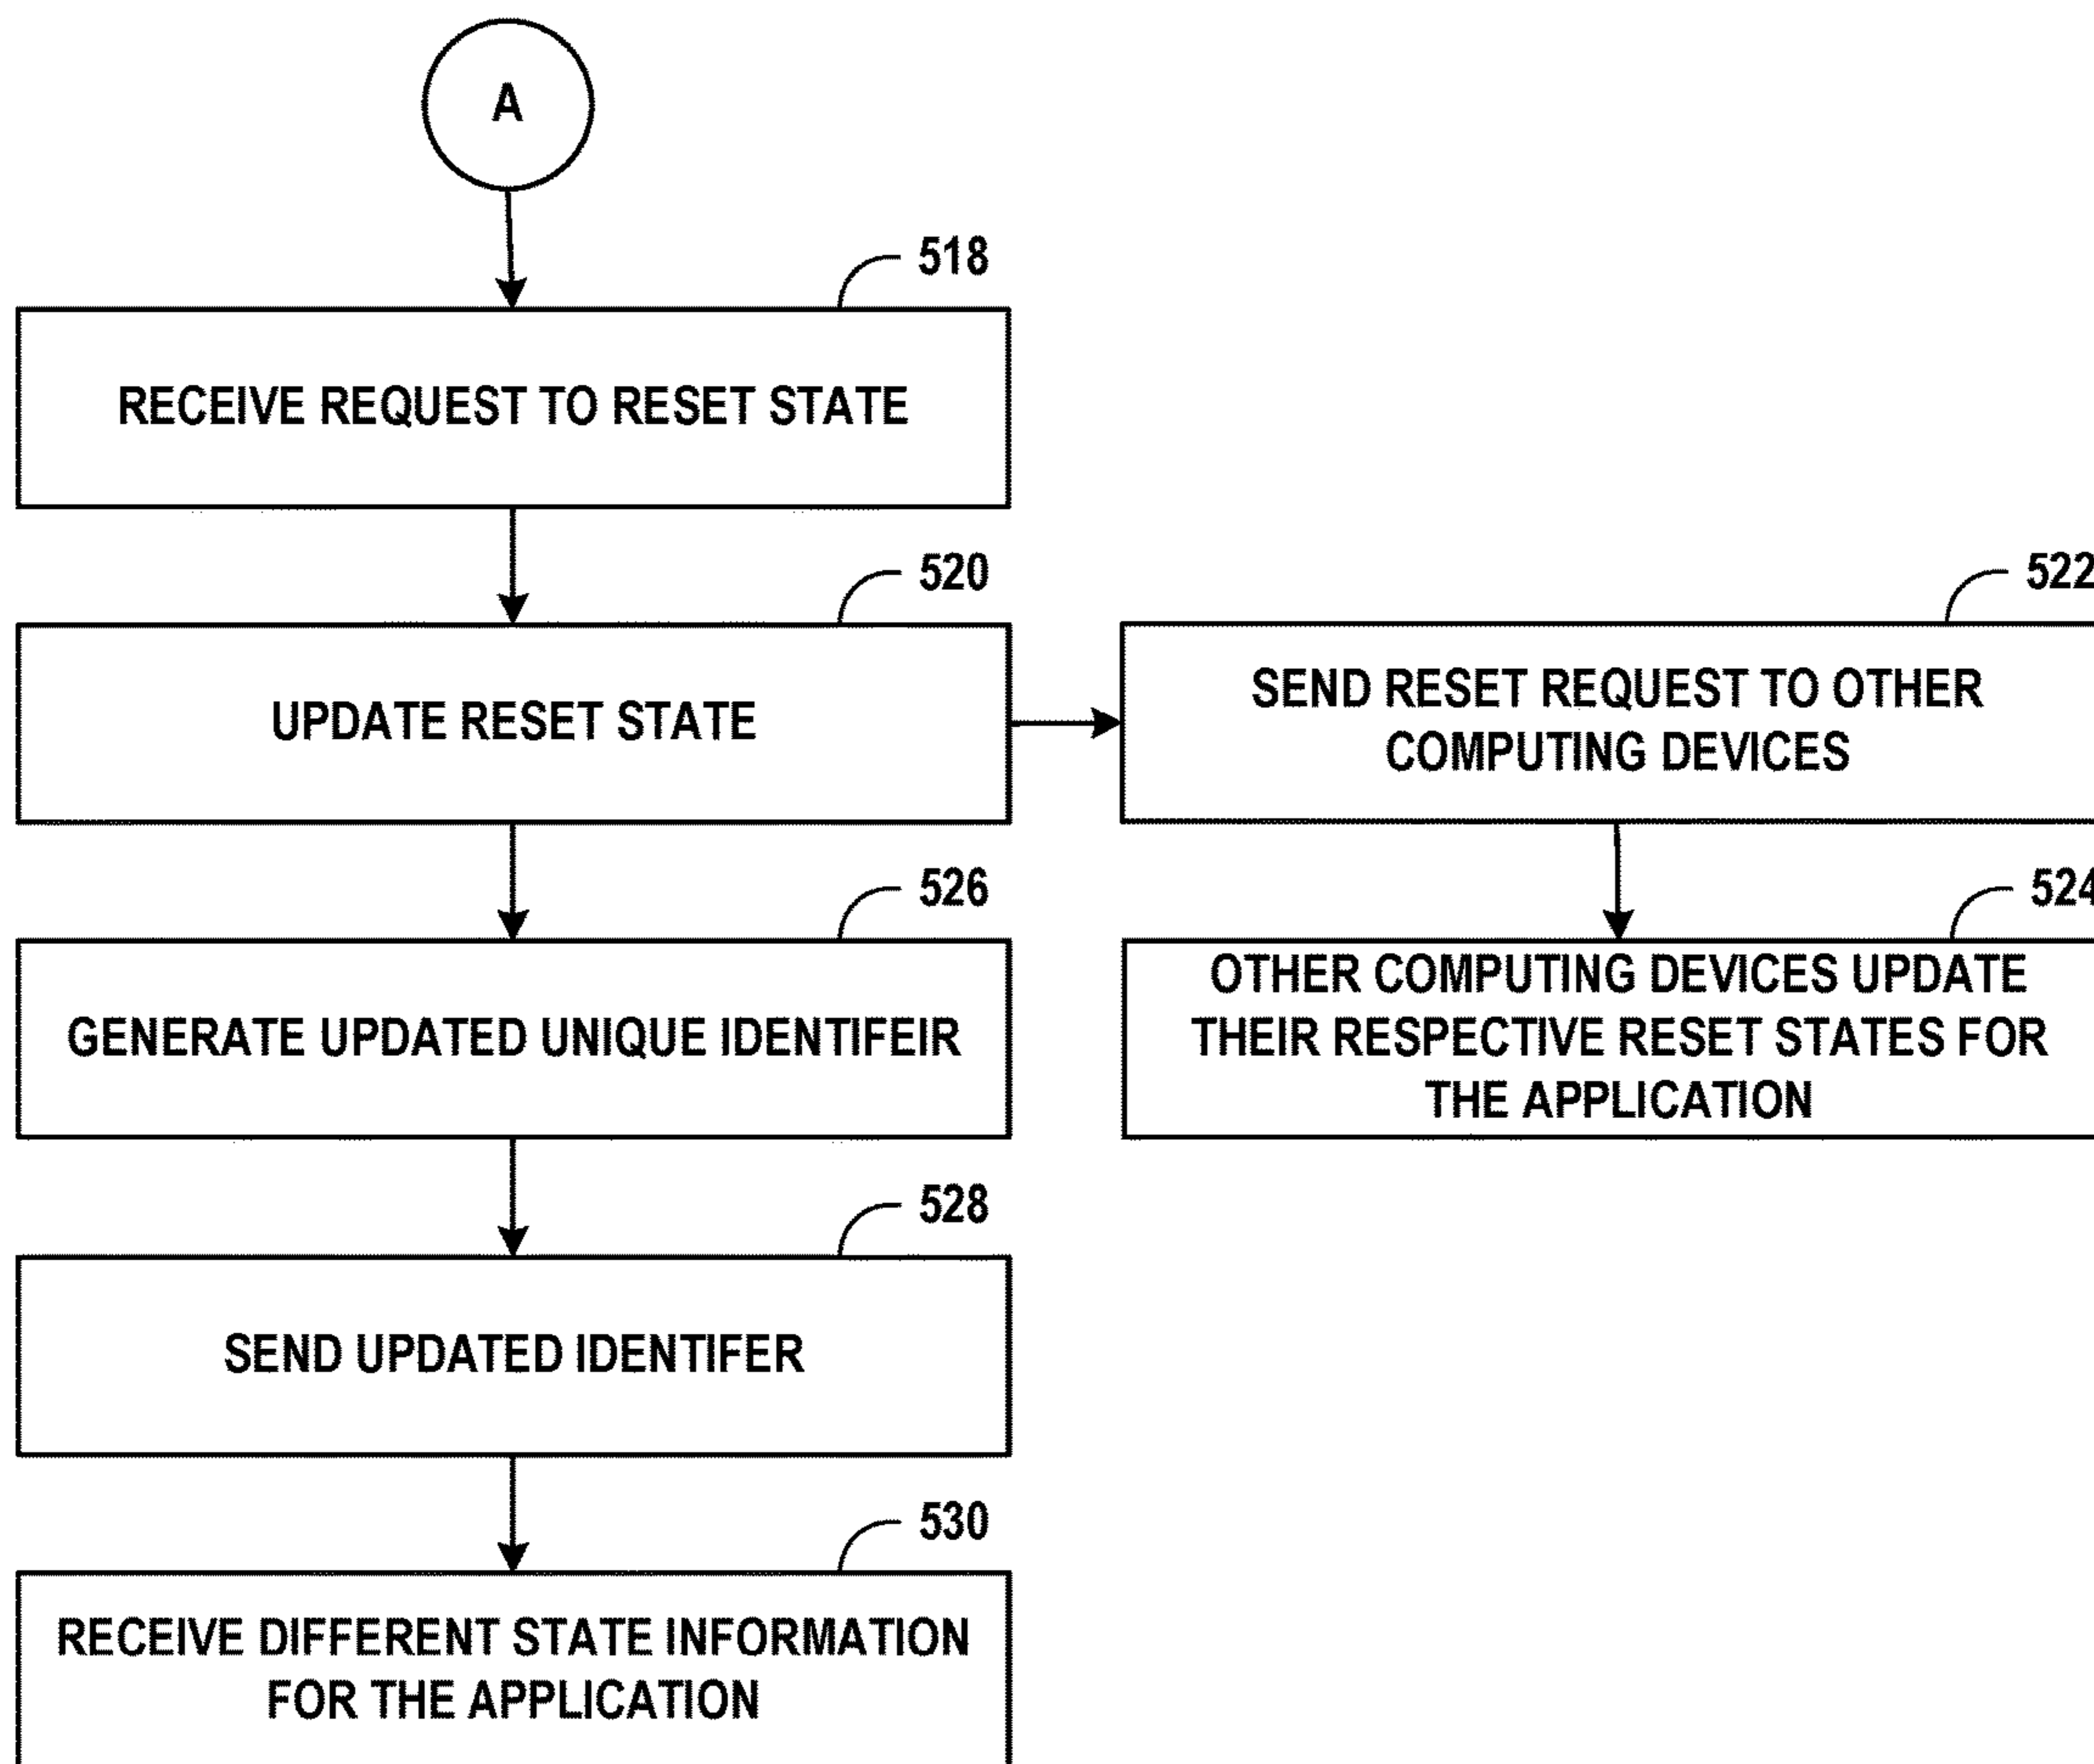 A
518
RECEIVE REQUEST TO RESET STATE
520
UPDATE RESET STATE
522
SEND RESET REQUEST TO OTHER
COMPUTING DEVICES
526
GENERATE UPDATED UNIQUE IDENTIFEIR
524
OTHER COMPUTING DEVICES UPDATE
THEIR RESPECTIVE RESET STATES FOR
THE APPLICATION
528
SEND UPDATED IDENTIFER
530
RECEIVE DIFFERENT STATE INFORMATION
FOR THE APPLICATION